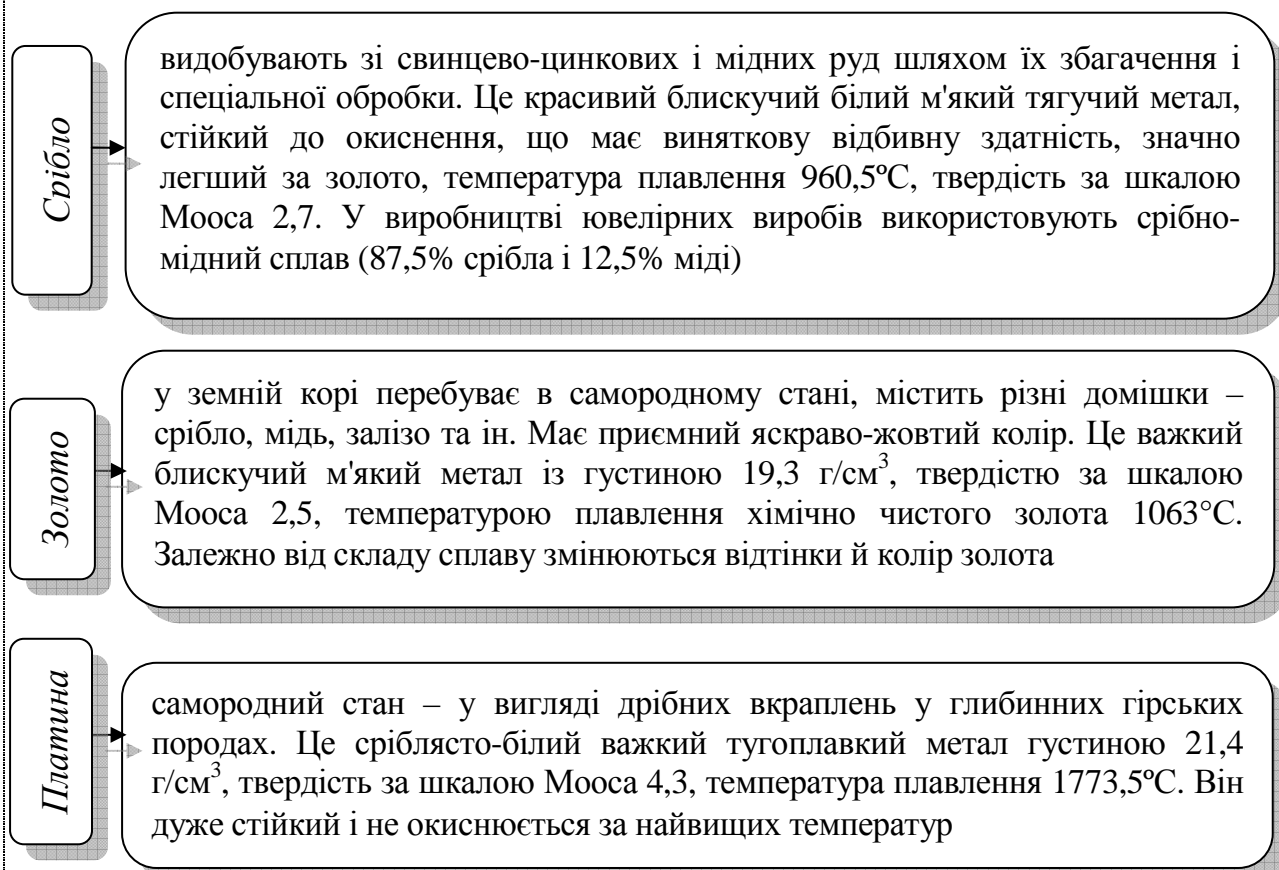 Срібло
видобувають зі свинцево-цинкових і мідних руд шляхом їх збагачення і
спеціальної обробки. Це красивий блискучий білий м'який тягучий метал,
стійкий до окиснення, що має виняткову відбивну здатність, значно
легший за золото, температура плавлення 960,5ºС, твердість за шкалою
Мооса 2,7. У виробництві ювелірних виробів використовують срібно-
мідний сплав (87,5% срібла і 12,5% міді)
Золото
у земній корі перебуває в самородному стані, містить різні домішки –
срібло, мідь, залізо та ін. Має приємний яскраво-жовтий колір. Це важкий
блискучий м'який метал із густиною 19,3 г/см³, твердістю за шкалою
Мооса 2,5, температурою плавлення хімічно чистого золота 1063°С.
Залежно від складу сплаву змінюються відтінки й колір золота
Платина
самородний стан – у вигляді дрібних вкраплень у глибинних гірських
породах. Це сріблясто-білий важкий тугоплавкий метал густиною 21,4
г/см³, твердість за шкалою Мооса 4,3, температура плавлення 1773,5ºС. Він
дуже стійкий і не окиснюється за найвищих температур